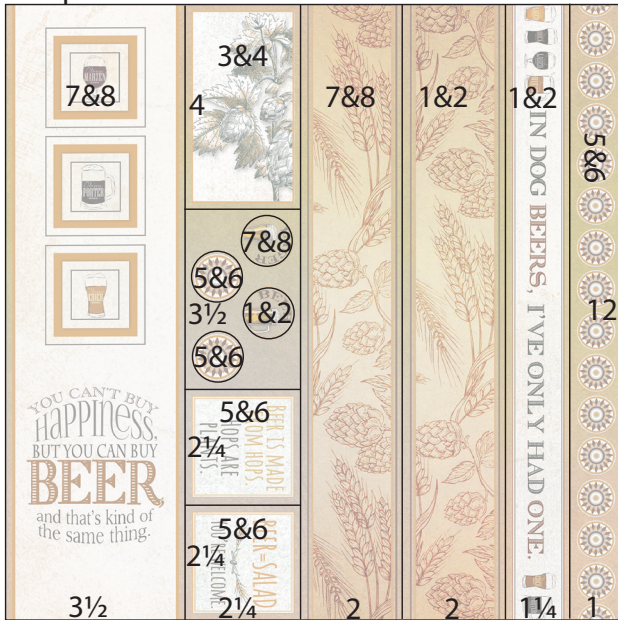 7&8
MARZEN
PORTER
YOU CAN'T BUY
HAPPINESS,
BUT YOU CAN BUY
BEER,
and that's kind of
the same thing.
3½
3&4
4
7&8
5&6
3½
1&2
5&6
5&6
2¼
BEER IS MADE
FROM HOPS.
HOPS ARE
PLANTS.
5&6
2¼
BEER = SALAD
2¼
7&8
2
1&2
2
1&2
IN DOG BEERS, I'VE ONLY HAD ONE.
1¼
5&6
12
1